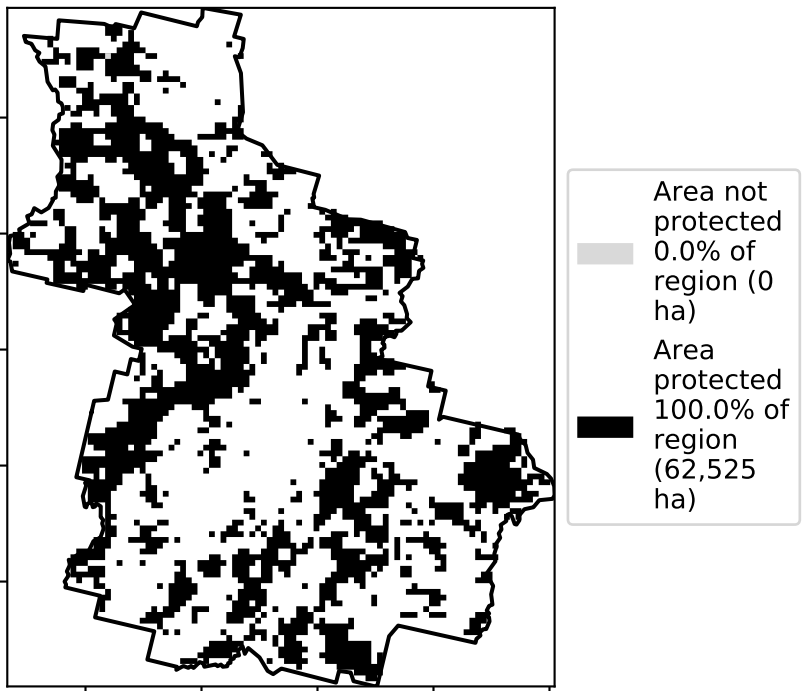 Area not
protected
0.0% of
region (0
ha)
Area
protected
100.0% of
region
(62,525
ha)